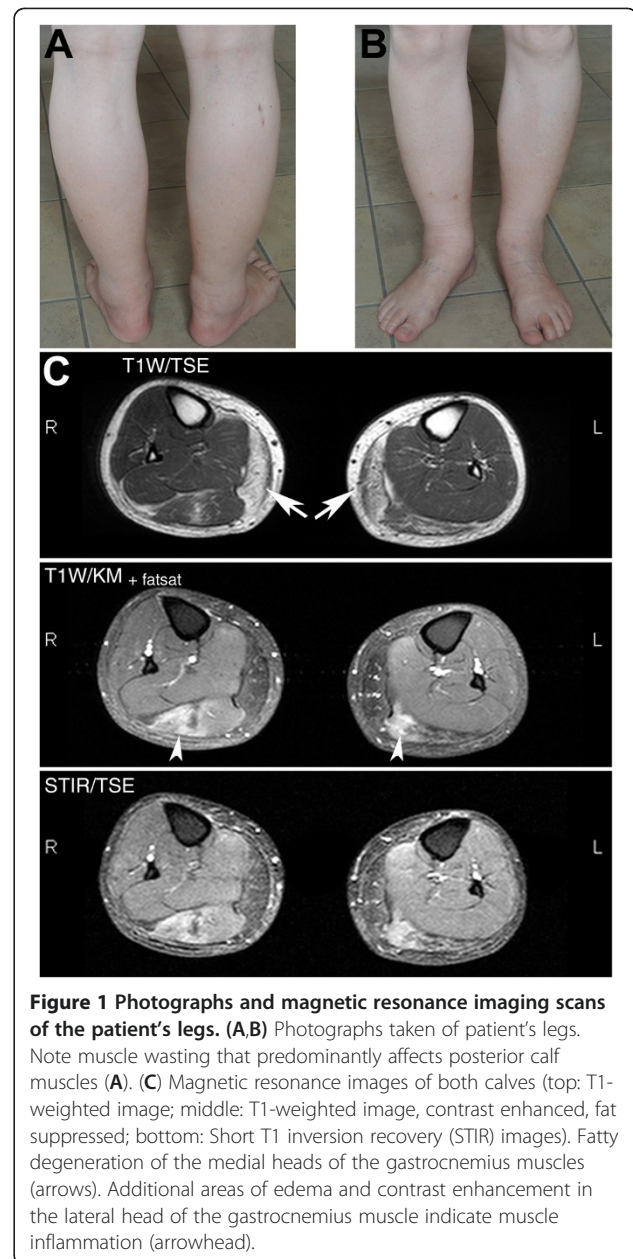 A
B
C
T1W/TSE
R
L
T1W/KM + fatsat
R
L
STIR/TSE
R
L
Figure 1 Photographs and magnetic resonance imaging scans
of the patient's legs. (A,B) Photographs taken of patient's legs.
Note muscle wasting that predominantly affects posterior calf
muscles (A). (C) Magnetic resonance images of both calves (top: T1-
weighted image; middle: T1-weighted image, contrast enhanced, fat
suppressed; bottom: Short T1 inversion recovery (STIR) images). Fatty
degeneration of the medial heads of the gastrocnemius muscles
(arrows). Additional areas of edema and contrast enhancement in
the lateral head of the gastrocnemius muscle indicate muscle
inflammation (arrowhead).